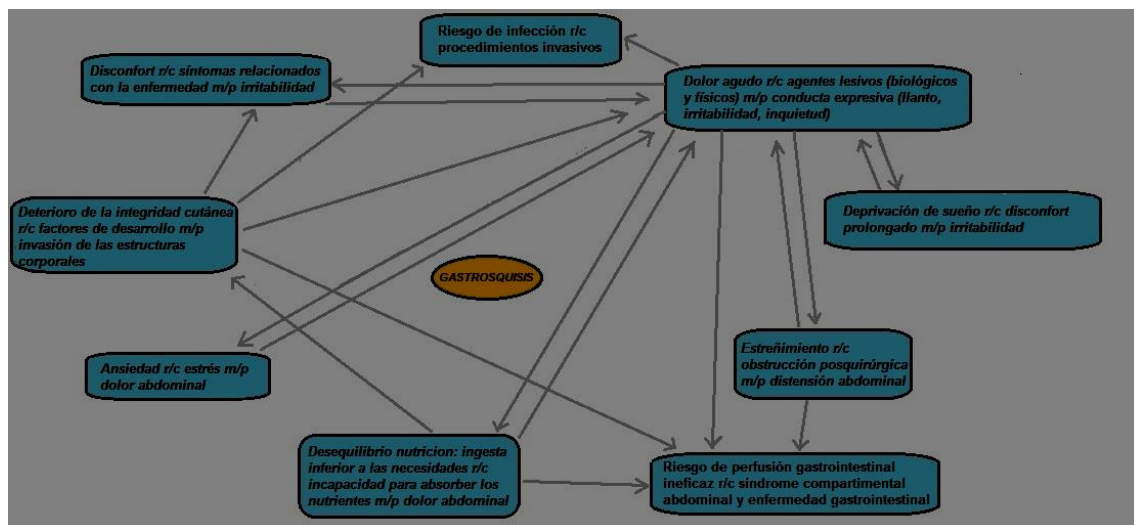 Riesgo de infección r/c
procedimientos invasivos
Disconfort r/c síntomas relacionados
con la enfermedad m/p irritabilidad
Dolor agudo r/c agentes lesivos (biológicos
y físicos) m/p conducta expresiva (llanto,
irritabilidad, inquietud)
Deterioro de la integridad cutánea
r/c factores de desarrollo m/p
invasión de las estructuras
corporales
Deprivación de sueño r/c disconfort
prolongado m/p irritabilidad
GASTROSQUISIS
Ansiedad r/c estrés m/p
dolor abdominal
Estreñimiento r/c
obstrucción posquirúrgica
m/p distensión abdominal
Desequilibrio nutricion: ingesta
inferior a las necesidades r/c
incapacidad para absorber los
nutrientes m/p dolor abdominal
Riesgo de perfusión gastrointestinal
ineficaz r/c síndrome compartimental
abdominal y enfermedad gastrointestinal